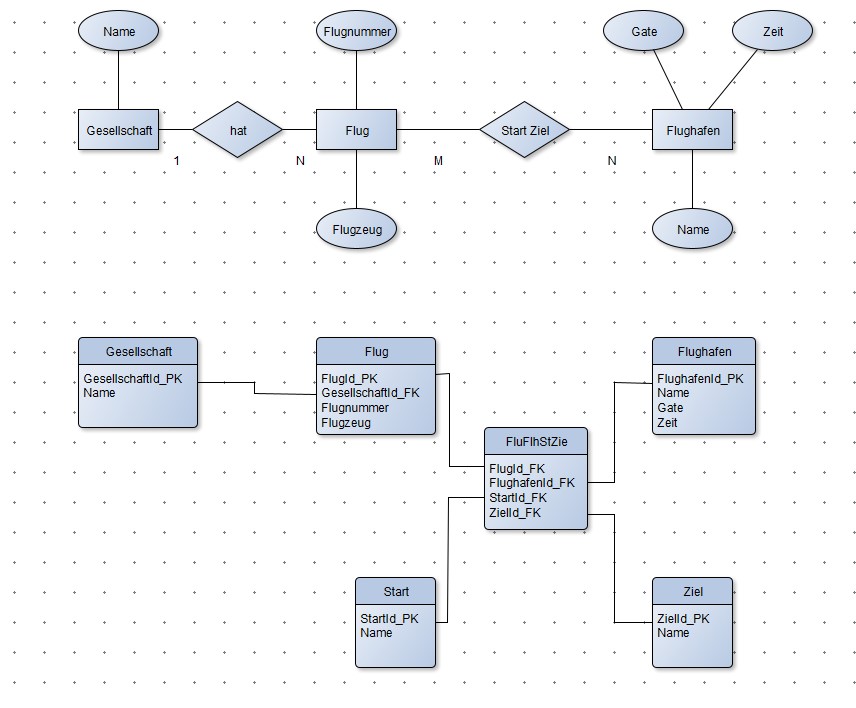 Name
Flugnummer
Gate
Zeit
Gesellschaft
hat
Flug
Start Ziel
Flughafen
1
N
M
N
Flugzeug
Name
Gesellschaft
GesellschaftId_PK
Name
Flug
FlugId_PK
GesellschaftId_FK
Flugnummer
Flugzeug
Flughafen
FlughafenId_PK
Name
Gate
Zeit
FluFlhStZie
FlugId_FK
FlughafenId_FK
StartId_FK
ZielId_FK
Start
StartId_PK
Name
Ziel
ZielId_PK
Name